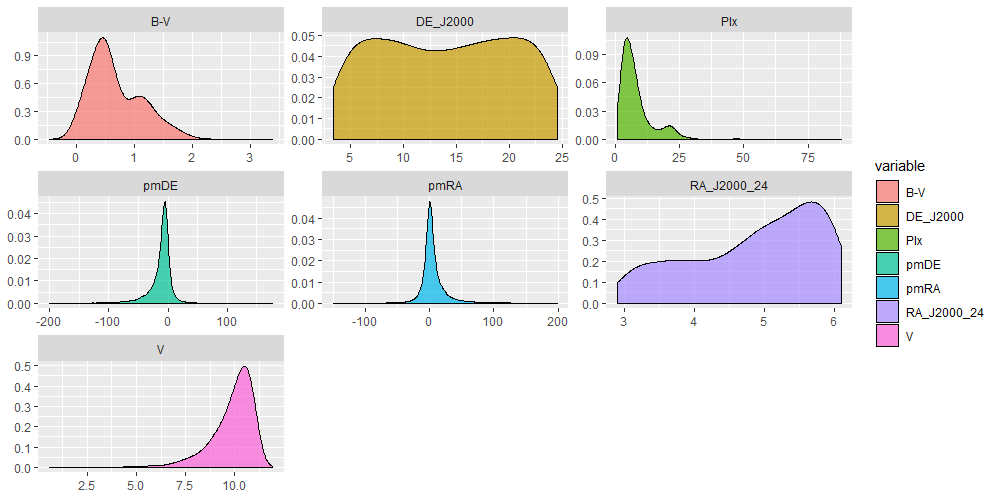 B-V
DE_J2000
Plx
0.9
0.6
0.3
0.0
0.05
0.04
0.03
0.02
0.01
0.00
0.09
0.06
0.03
0.00
0 1 2 3
5 10 15 20 25
0 25 50 75
pmDE
pmRA
RA_J2000_24
0.04
0.03
0.02
0.01
0.00
0.04
0.03
0.02
0.01
0.00
0.5
0.4
0.3
0.2
0.1
0.0
-200 -100 0 100
-100 0 100 200
3 4 5 6
V
0.5
0.4
0.3
0.2
0.1
0.0
2.5 5.0 7.5 10.0
variable
B-V
DE_J2000
Plx
pmDE
pmRA
RA_J2000_24
V